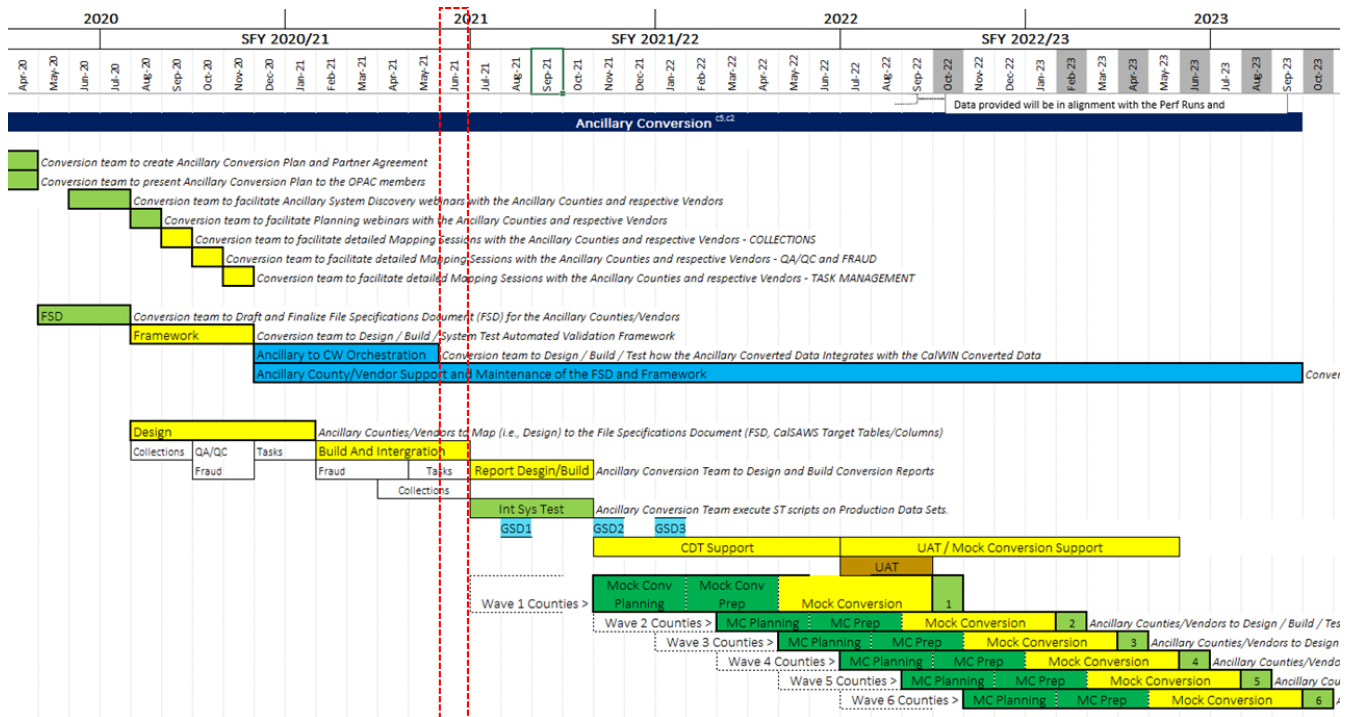 2020 2021 2022 2023
SFY 2020/21 SFY 2021/22 SFY 2022/23
Apr-20 May-20 Jun-20 Jul-20 Aug-20 Sep-20 Oct-20 Nov-20 Dec-20 Jan-21 Feb-21 Mar-21 Apr-21 May-21 Jun-21 Jul-21 Aug-21 Sep-21 Oct-21 Nov-21 Dec-21 Jan-22 Feb-22 Mar-22 Apr-22 May-22 Jun-22 Jul-22 Aug-22 Sep-22 Oct-22 Nov-22 Dec-22 Jan-23 Feb-23 Mar-23 Apr-23 May-23 Jun-23 Jul-23 Aug-23 Sep-23 Oct-23
Data provided will be in alignment with the Perf Runs and
Ancillary Conversion c5,c2
Conversion team to create Ancillary Conversion Plan and Partner Agreement
Conversion team to present Ancillary Conversion Plan to the OPAC members
Conversion team to facilitate Ancillary System Discovery webinars with the Ancillary Counties and respective Vendors
Conversion team to facilitate Planning webinars with the Ancillary Counties and respective Vendors
Conversion team to facilitate detailed Mapping Sessions with the Ancillary Counties and respective Vendors - COLLECTIONS
Conversion team to facilitate detailed Mapping Sessions with the Ancillary Counties and respective Vendors - QA/QC and FRAUD
Conversion team to facilitate detailed Mapping Sessions with the Ancillary Counties and respective Vendors - TASK MANAGEMENT
FSD Conversion team to Draft and Finalize File Specifications Document (FSD) for the Ancillary Counties/Vendors
Framework Conversion team to Design / Build / System Test Automated Validation Framework
Ancillary to CW Orchestration Conversion team to Design / Build / Test how the Ancillary Converted Data Integrates with the CalWIN Converted Data
Ancillary County/Vendor Support and Maintenance of the FSD and Framework Conver
Design Ancillary Counties/Vendors to Map (i.e., Design) to the File Specifications Document (FSD, CalSAWS Target Tables/Columns)
Collections QA/QC Tasks Build And Intergration
Fraud Fraud Tasks Report Desgin/Build Ancillary Conversion Team to Design and Build Conversion Reports
Collections
Int Sys Test Ancillary Conversion Team execute ST scripts on Production Data Sets.
GSD1 GSD2 GSD3
CDT Support UAT / Mock Conversion Support
UAT
Wave 1 Counties > Mock Conv Planning Mock Conv Prep Mock Conversion 1
Wave 2 Counties > MC Planning MC Prep Mock Conversion 2 Ancillary Counties/Vendors to Design / Build / Tes
Wave 3 Counties > MC Planning MC Prep Mock Conversion 3 Ancillary Counties/Vendors to Design
Wave 4 Counties > MC Planning MC Prep Mock Conversion 4 Ancillary Counties/Vendo
Wave 5 Counties > MC Planning MC Prep Mock Conversion 5 Ancillary Cou
Wave 6 Counties > MC Planning MC Prep Mock Conversion 6